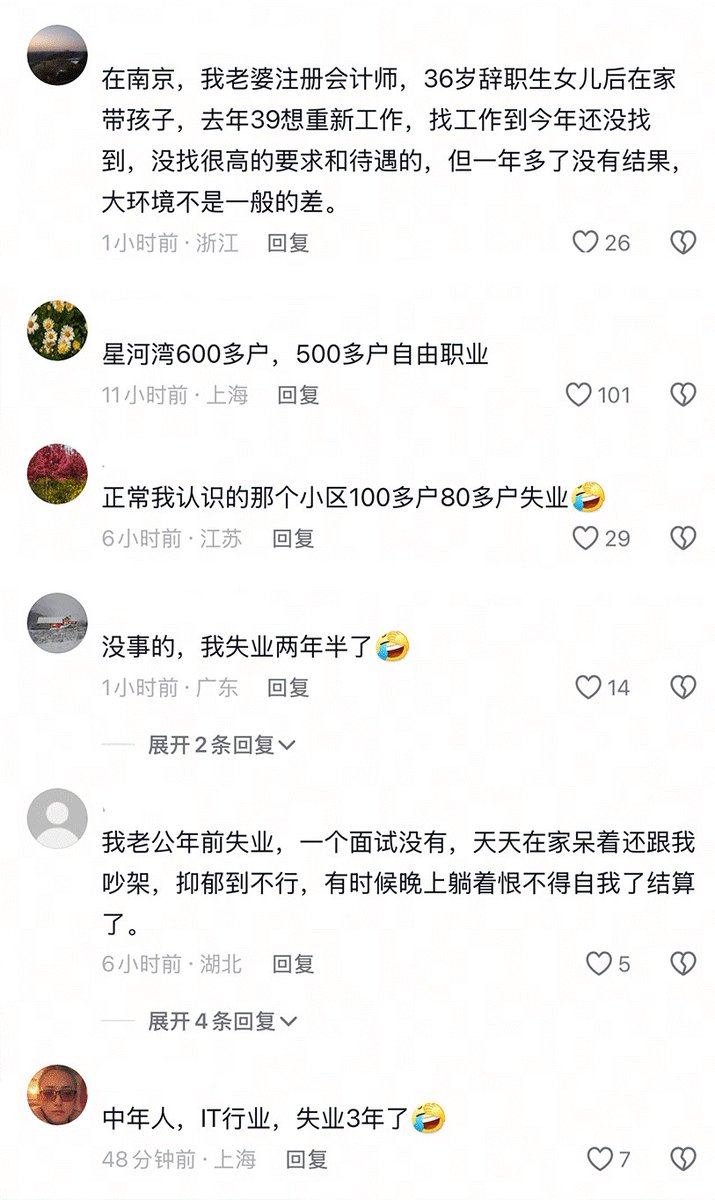 在南京，我老婆注册会计师，36岁辞职生女儿后在家
带孩子，去年39想重新工作，找工作到今年还没找
到，没找很高的要求和待遇的，但一年多了没有结果，
大环境不是一般的差。
1小时前·浙江 回复 26
星河湾600多户，500多户自由职业
11小时前·上海 回复 101
正常我认识的那个小区100多户80多户失业🤣
6小时前·江苏 回复 29
没事的，我失业两年半了🤣
1小时前·广东 回复 14
展开2条回复
我老公年前失业，一个面试没有，天天在家呆着还跟我
吵架，抑郁到不行，有时候晚上躺着恨不得自我了结算
了。
6小时前·湖北 回复 5
展开4条回复
中年人，IT行业，失业3年了🤣
48分钟前·上海 回复 7